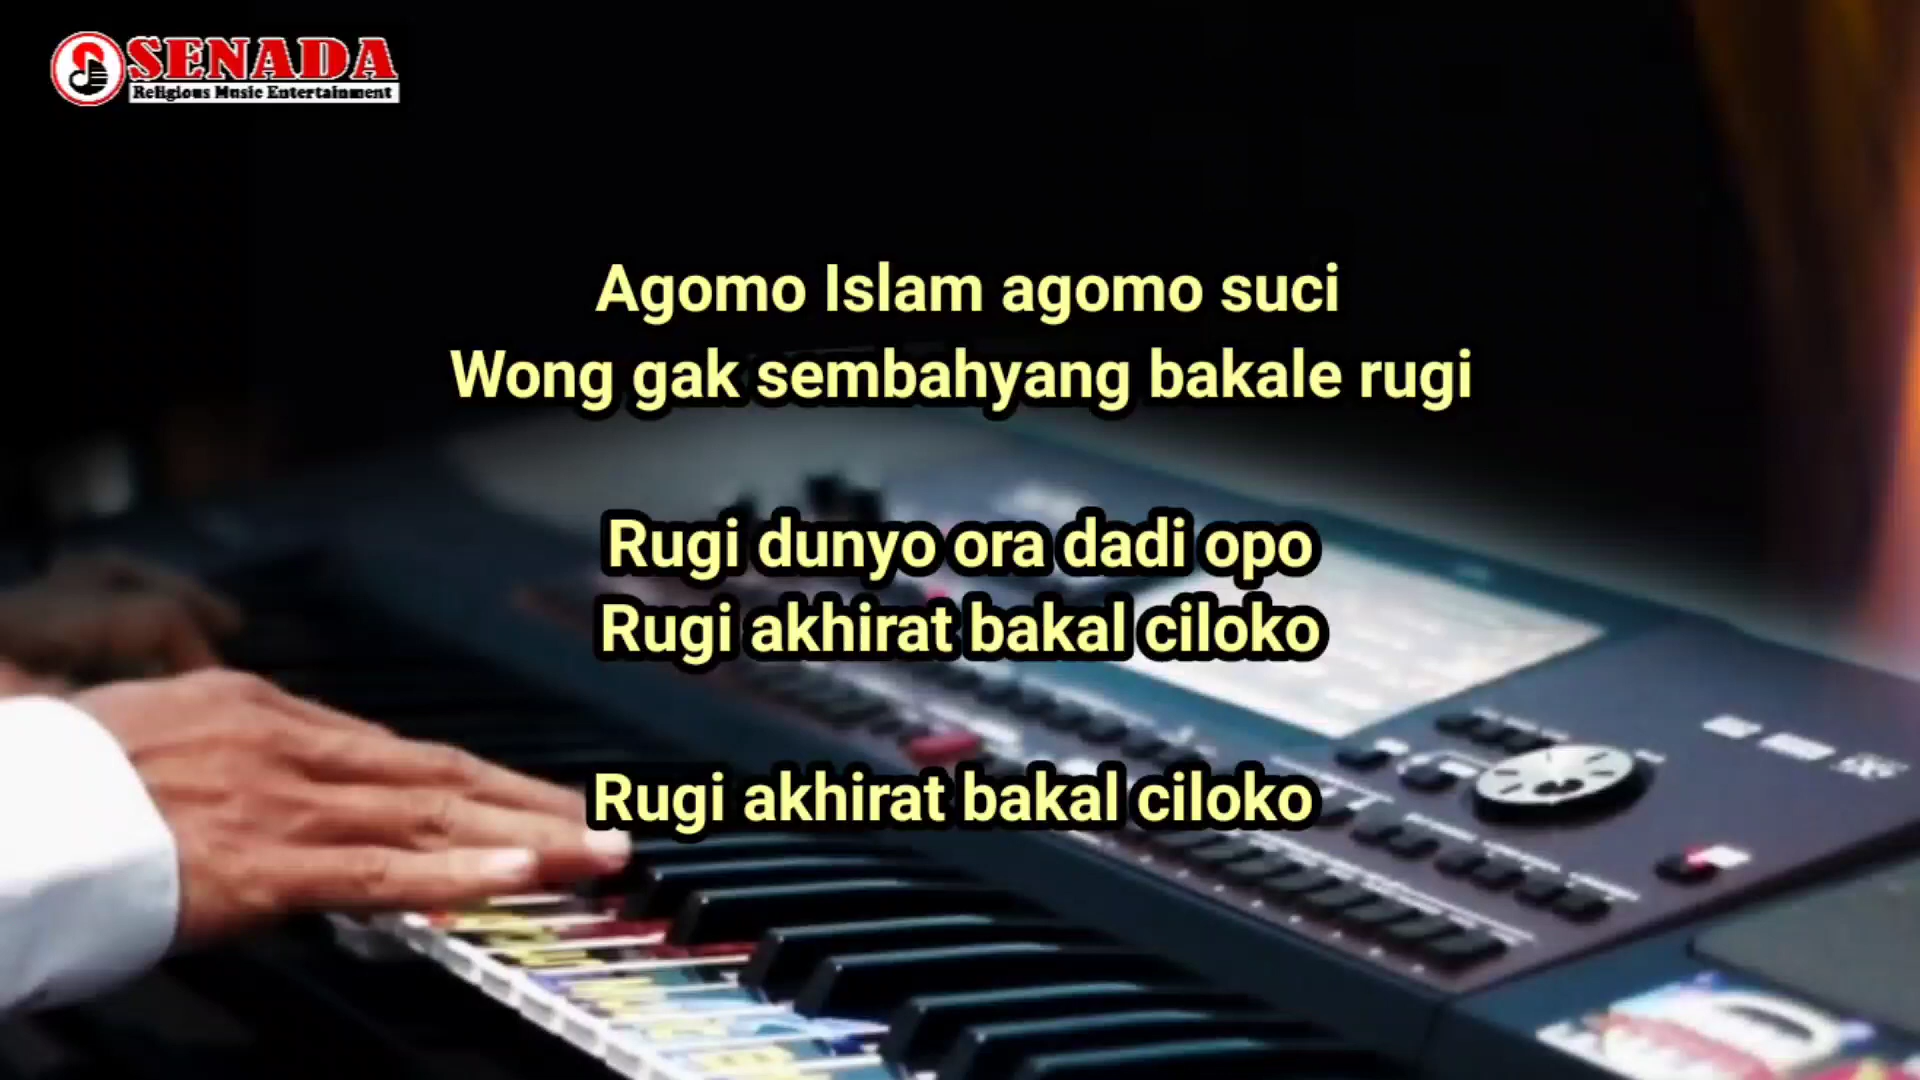 SENADA
Religious Music Entertainment
Agomo Islam agomo suci
Wong gak sembahyang bakale rugi
Rugi dunyo ora dadi opo
Rugi akhirat bakal ciloko
Rugi akhirat bakal ciloko